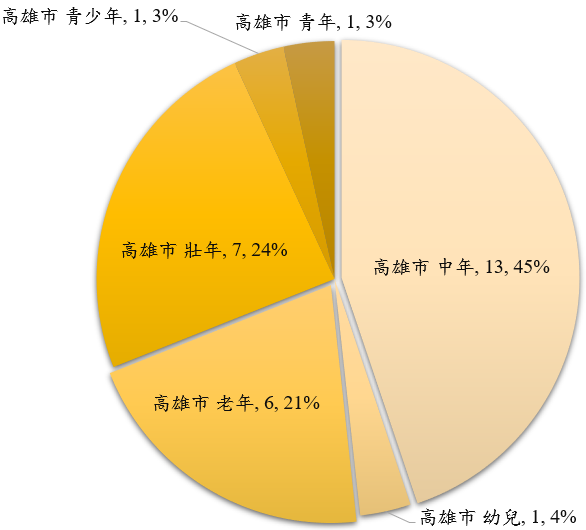 高雄市 青少年, 1, 3%
高雄市 青年, 1, 3%
高雄市 壯年, 7, 24%
高雄市 中年, 13, 45%
高雄市 老年, 6, 21%
高雄市 幼兒, 1, 4%